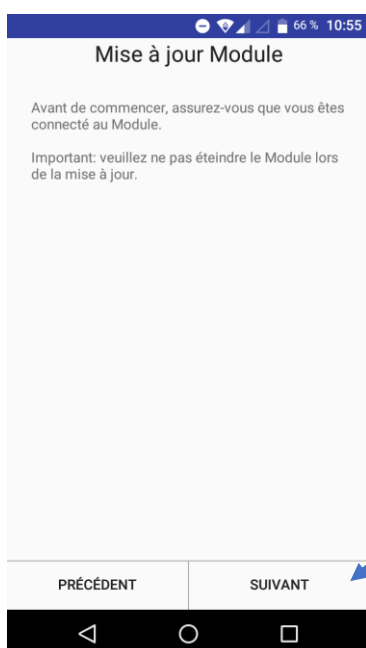 66 % 10:55
Mise à jour Module
Avant de commencer, assurez-vous que vous êtes
connecté au Module.
Important: veuillez ne pas éteindre le Module lors
de la mise à jour.
PRÉCÉDENT
SUIVANT